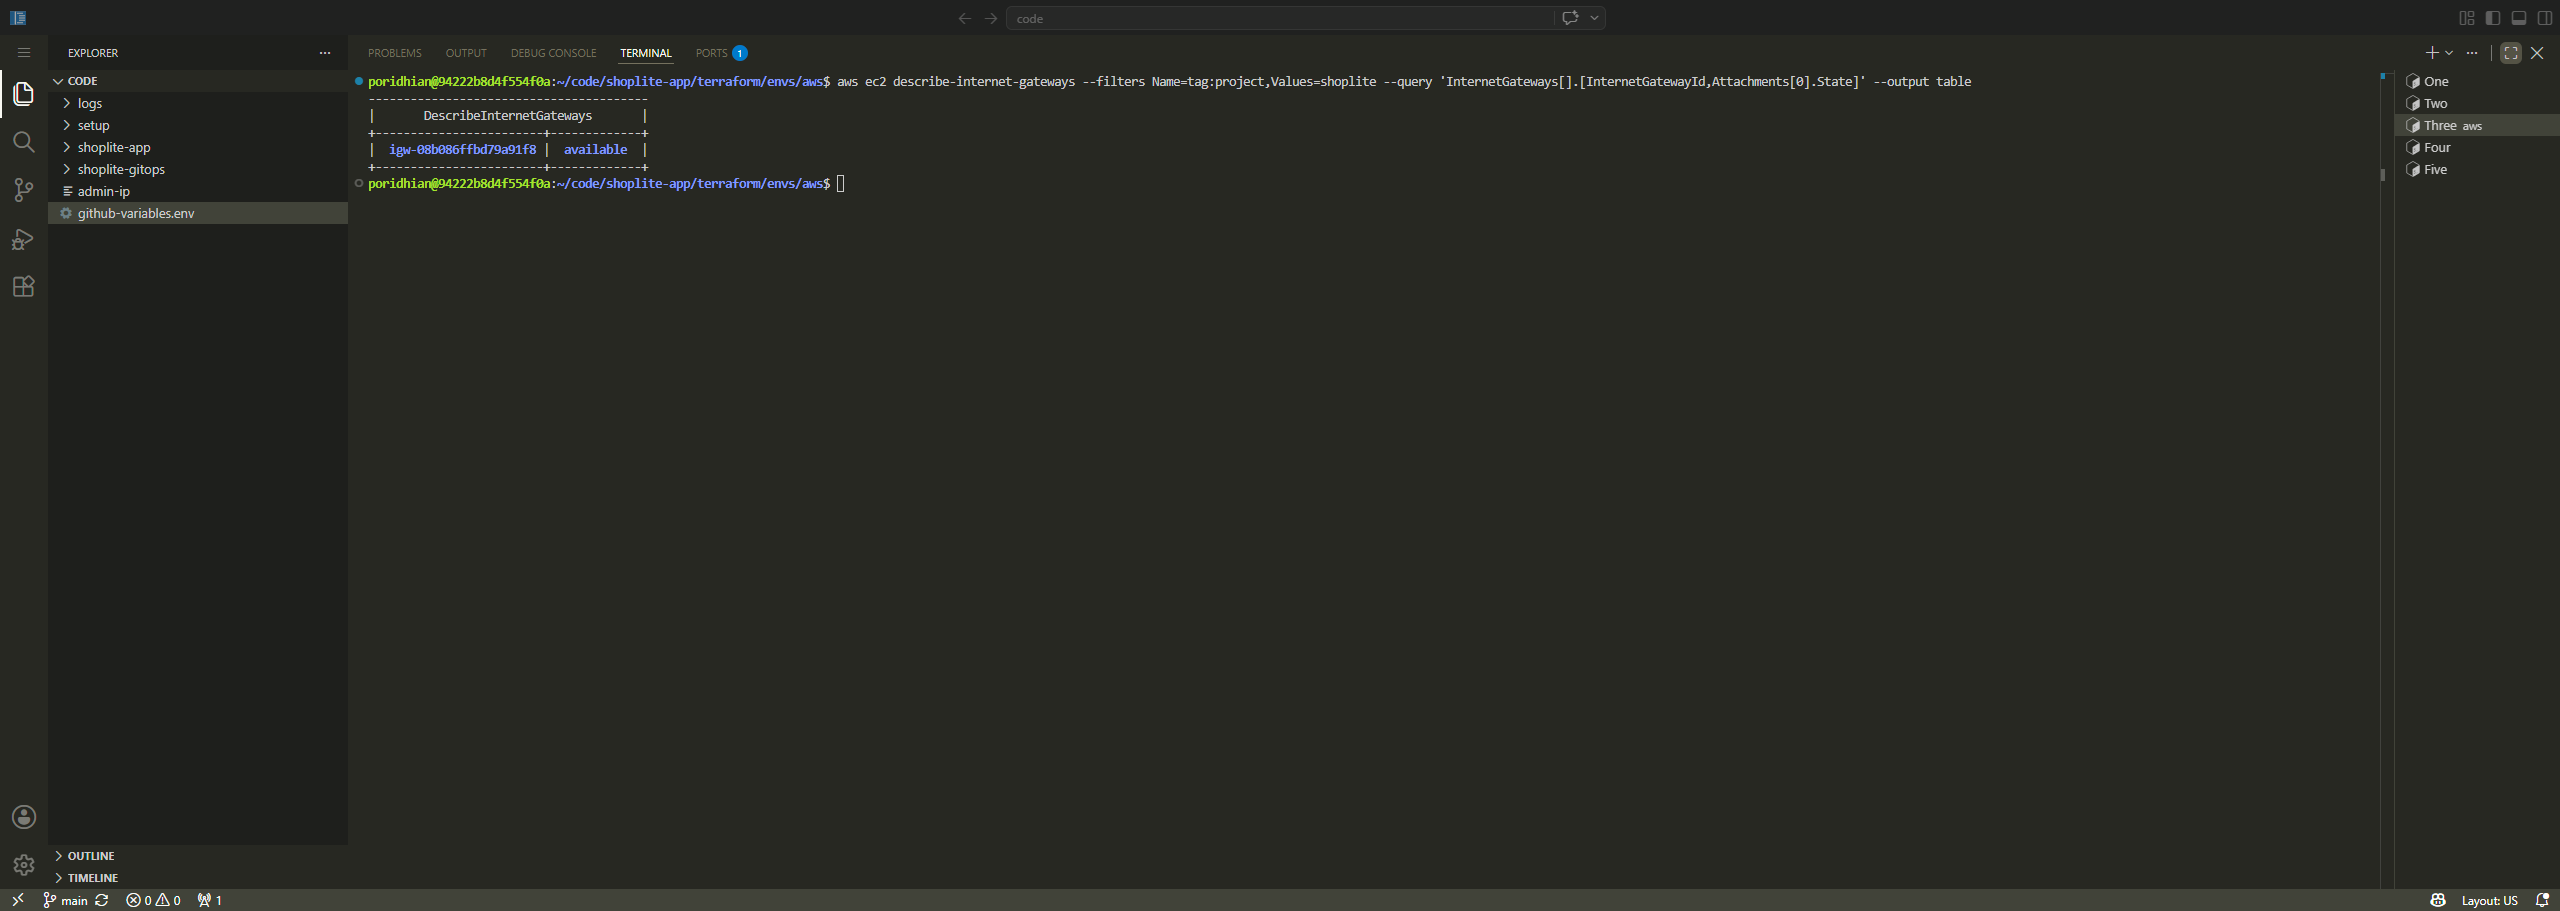 code
EXPLORER
CODE
logs
setup
shoplite-app
shoplite-gitops
admin-ip
github-variables.env
OUTLINE
TIMELINE
PROBLEMS OUTPUT DEBUG CONSOLE TERMINAL PORTS 1
poridhian@94222b8d4f554f0a:~/code/shoplite-app/terraform/envs/aws$ aws ec2 describe-internet-gateways --filters Name=tag:project,Values=shoplite --query 'InternetGateways[].[InternetGatewayId,Attachments[0].State]' --output table
----------------------------------------
|       DescribeInternetGateways       |
+------------------------+-------------+
|  igw-08b086ffbd79a91f8 |  available  |
+------------------------+-------------+
poridhian@94222b8d4f554f0a:~/code/shoplite-app/terraform/envs/aws$
One
Two
Three aws
Four
Five
main 0 0 1
Layout: US